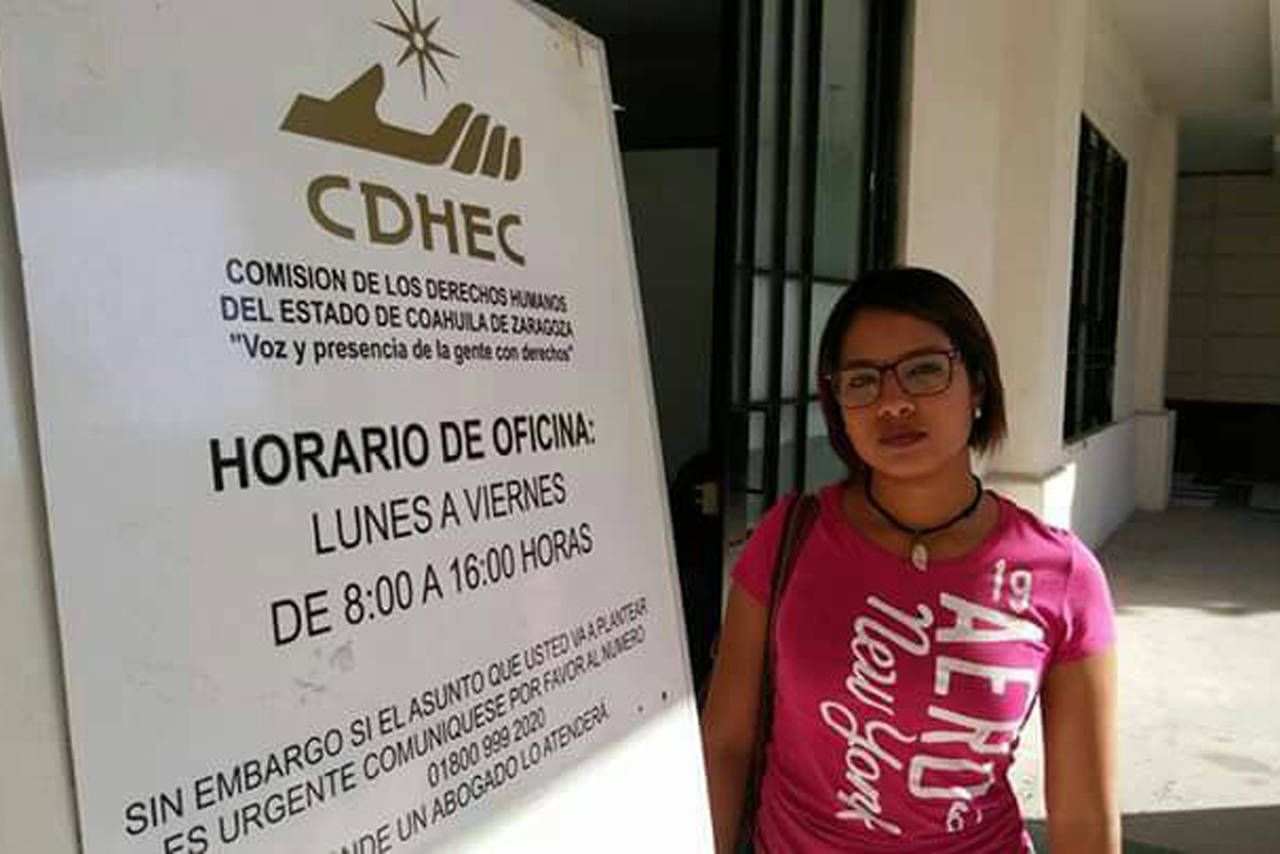 CDHEC
COMISION DE LOS DERECHOS HUMANOS
DEL ESTADO DE COAHUILA DE ZARAGOZA
"Voz y presencia de la gente con derechos"
HORARIO DE OFICINA:
LUNES A VIERNES
DE 8:00 A 16:00 HORAS
SIN EMBARGO SI EL ASUNTO QUE USTED VA A PLANTEAR
ES URGENTE COMUNIQUESE POR FAVOR AL NUMERO
01800 999 2020
UN ABOGADO LO ATENDERA
19
AERO
New York